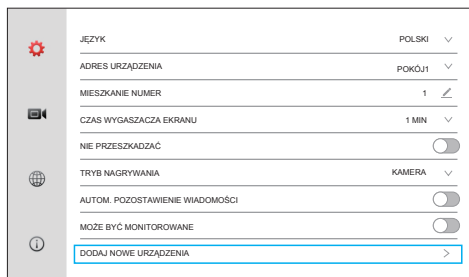 JĘZYK POLSKI
ADRES URZĄDZENIA POKÓJ1
MIESZKANIE NUMER 1
CZAS WYGASZACZA EKRANU 1 MIN
NIE PRZESZKADZAĆ
TRYB NAGRYWANIA KAMERA
AUTOM. POZOSTAWIENIE WIADOMOŚCI
MOŻE BYĆ MONITOROWANE
DODAJ NOWE URZĄDZENIA